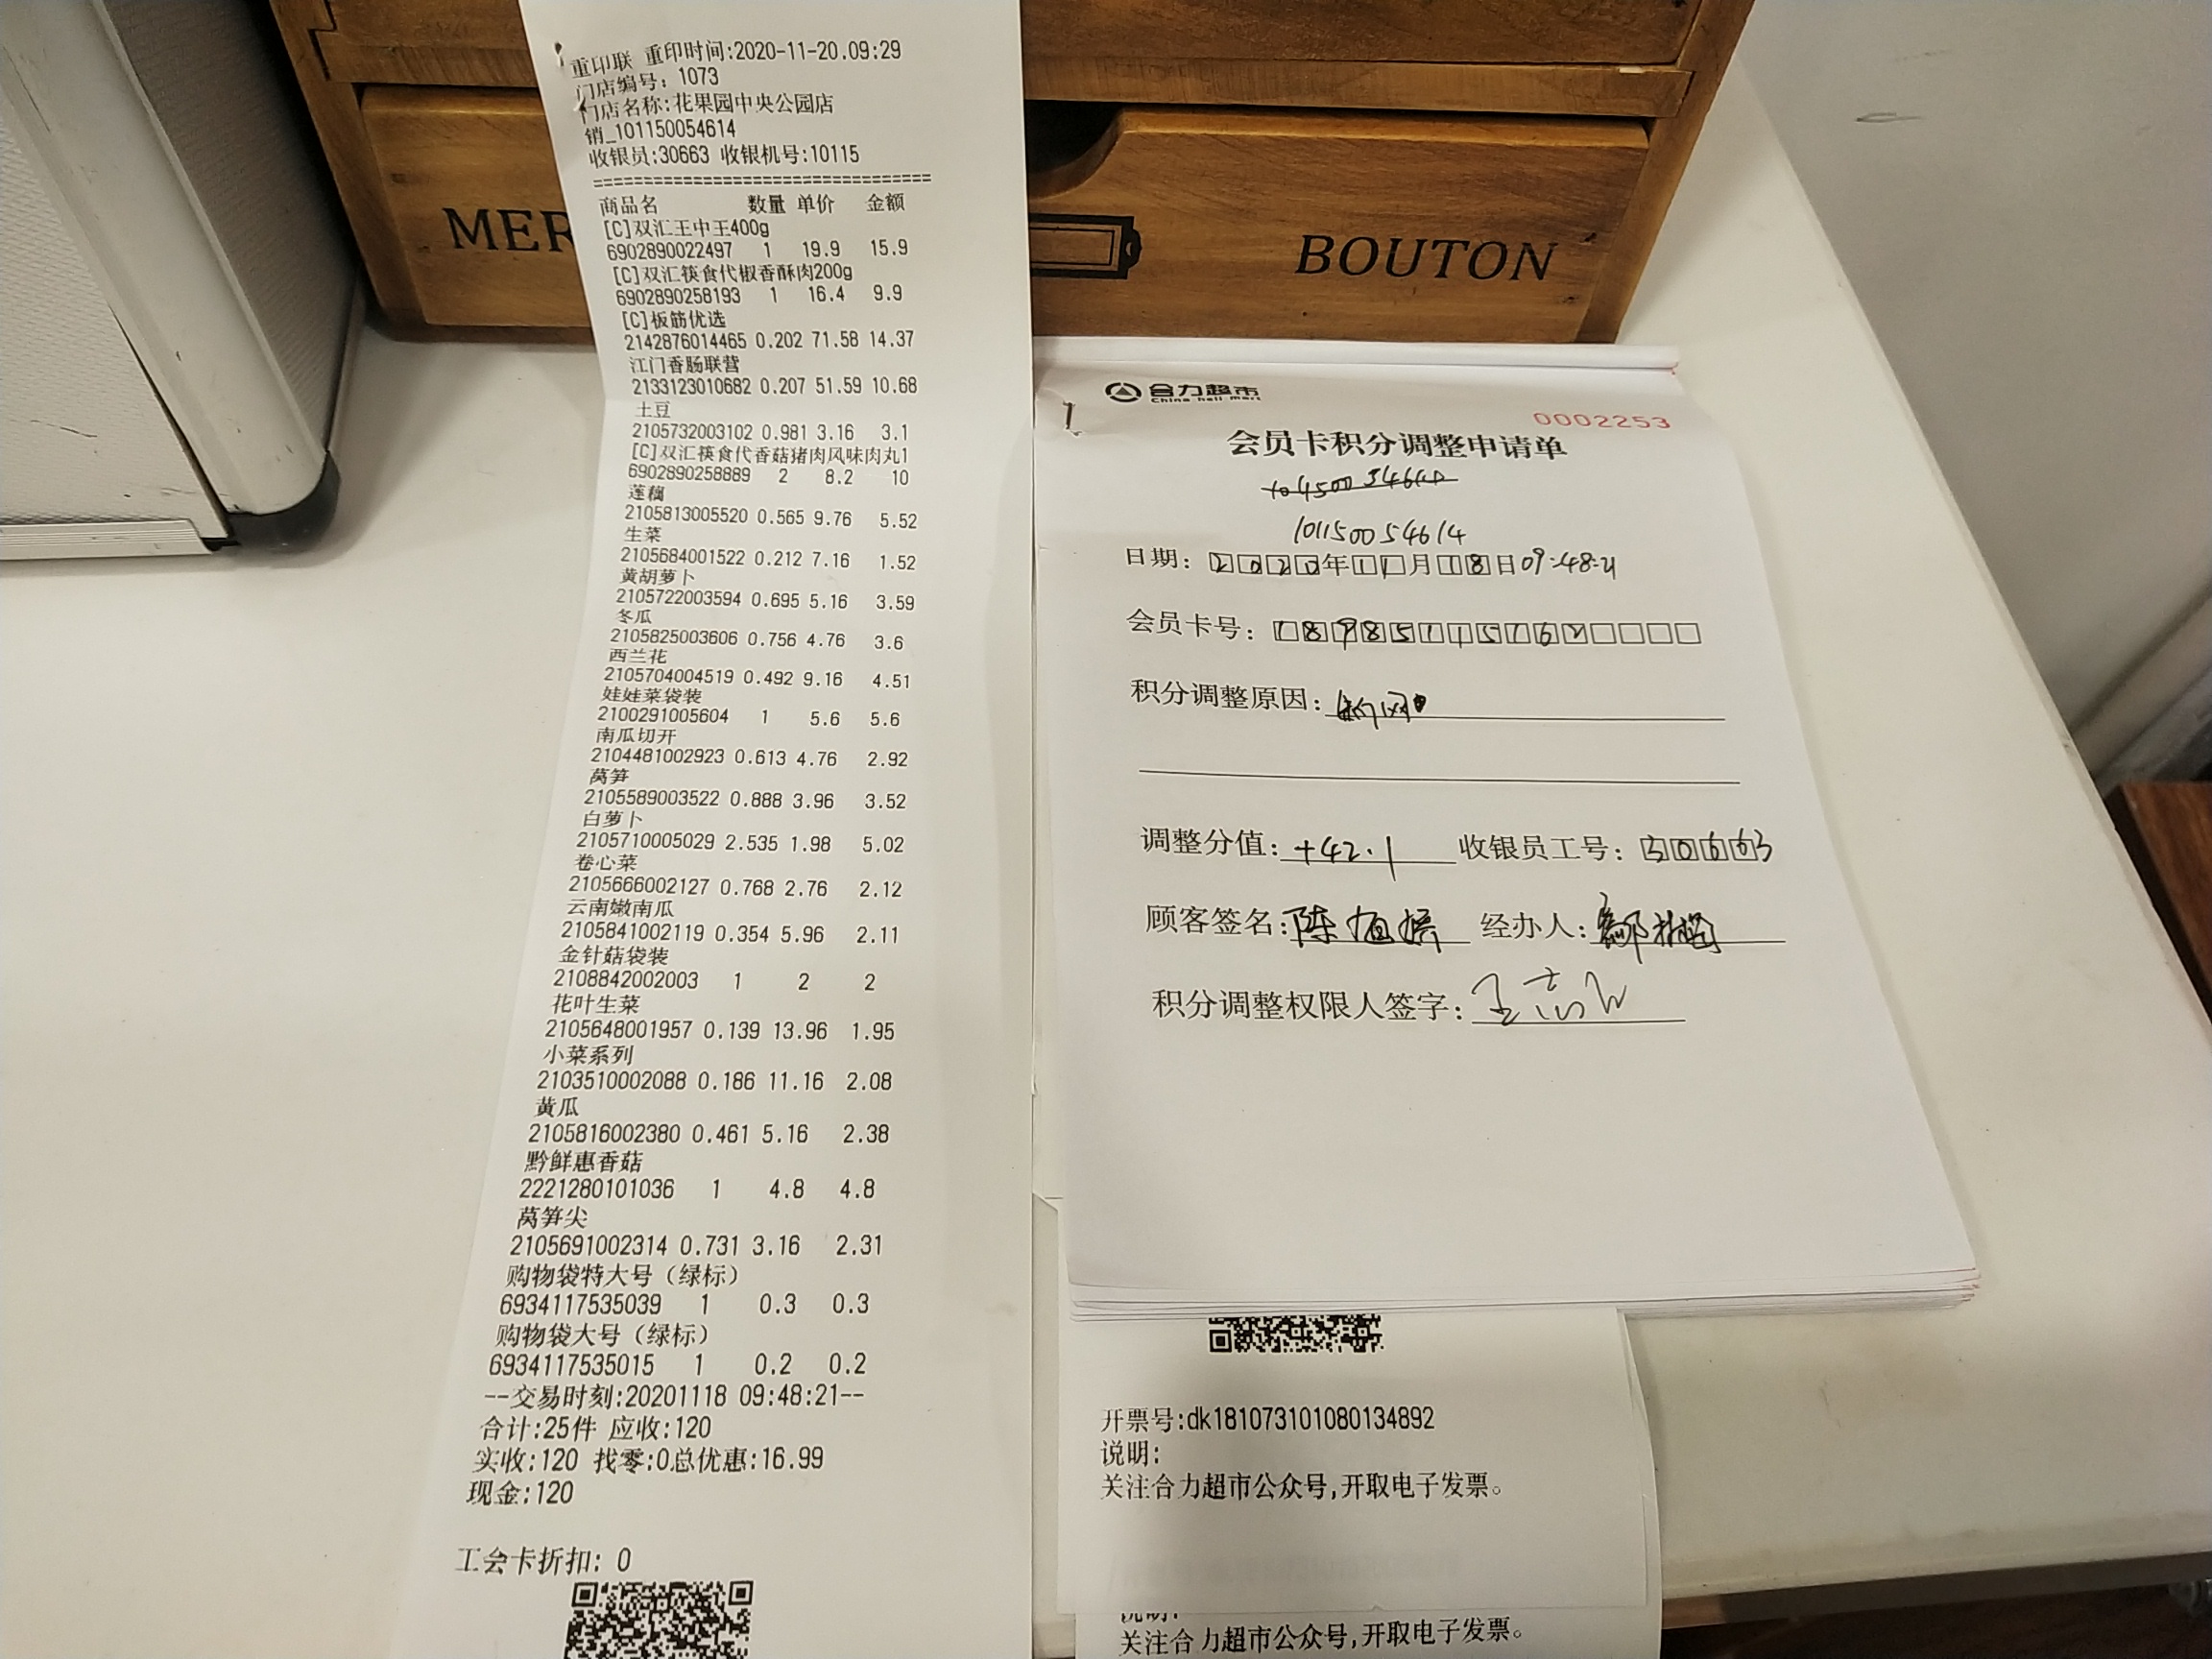 重印联 重印时间:2020-11-20.09:29
门店编号: 1073
门店名称:花果园中央公园店
销_101150054614
收银员:30663 收银机号:10115
================================
商品名 数量 单价 金额
[C]双汇王中王400g
6902890022497 1 19.9 15.9
[C]双汇筷食代椒香酥肉200g
6902890258193 1 16.4 9.9
[C]板筋优选
2142876014465 0.202 71.58 14.37
江门香肠联营
2133123010682 0.207 51.59 10.68
土豆
2105732003102 0.981 3.16 3.1
[C]双汇筷食代香菇猪肉风味肉丸1
6902890258889 2 8.2 10
莲藕
2105813005520 0.565 9.76 5.52
生菜
2105684001522 0.212 7.16 1.52
黄胡萝卜
2105722003594 0.695 5.16 3.59
冬瓜
2105825003606 0.756 4.76 3.6
西兰花
2105704004519 0.492 9.16 4.51
娃娃菜袋装
2100291005604 1 5.6 5.6
南瓜切开
2104481002923 0.613 4.76 2.92
莴笋
2105589003522 0.888 3.96 3.52
白萝卜
2105710005029 2.535 1.98 5.02
卷心菜
2105666002127 0.768 2.76 2.12
云南嫩南瓜
2105841002119 0.354 5.96 2.11
金针菇袋装
2108842002003 1 2 2
花叶生菜
2105648001957 0.139 13.96 1.95
小菜系列
2103510002088 0.186 11.16 2.08
黄瓜
2105816002380 0.461 5.16 2.38
黔鲜惠香菇
2221280101036 1 4.8 4.8
莴笋尖
2105691002314 0.731 3.16 2.31
购物袋特大号（绿标）
6934117535039 1 0.3 0.3
购物袋大号（绿标）
6934117535015 1 0.2 0.2
--交易时刻:20201118 09:48:21--
合计:25件 应收:120
实收:120 找零:0总优惠:16.99
现金:120
工会卡折扣: 0
MER
BOUTON
合力超市
China heli mart
0002253
会员卡积分调整申请单
101150054614
日期: 2020年11月18日09:48:21
会员卡号: 18785115162
积分调整原因:
调整分值: +42.1 收银员工号: 30663
顾客签名: 陈 经办人:
积分调整权限人签字: 王
开票号:dk181073101080134892
说明:
关注合力超市公众号,开取电子发票。
说明:
关注合力超市公众号,开取电子发票。